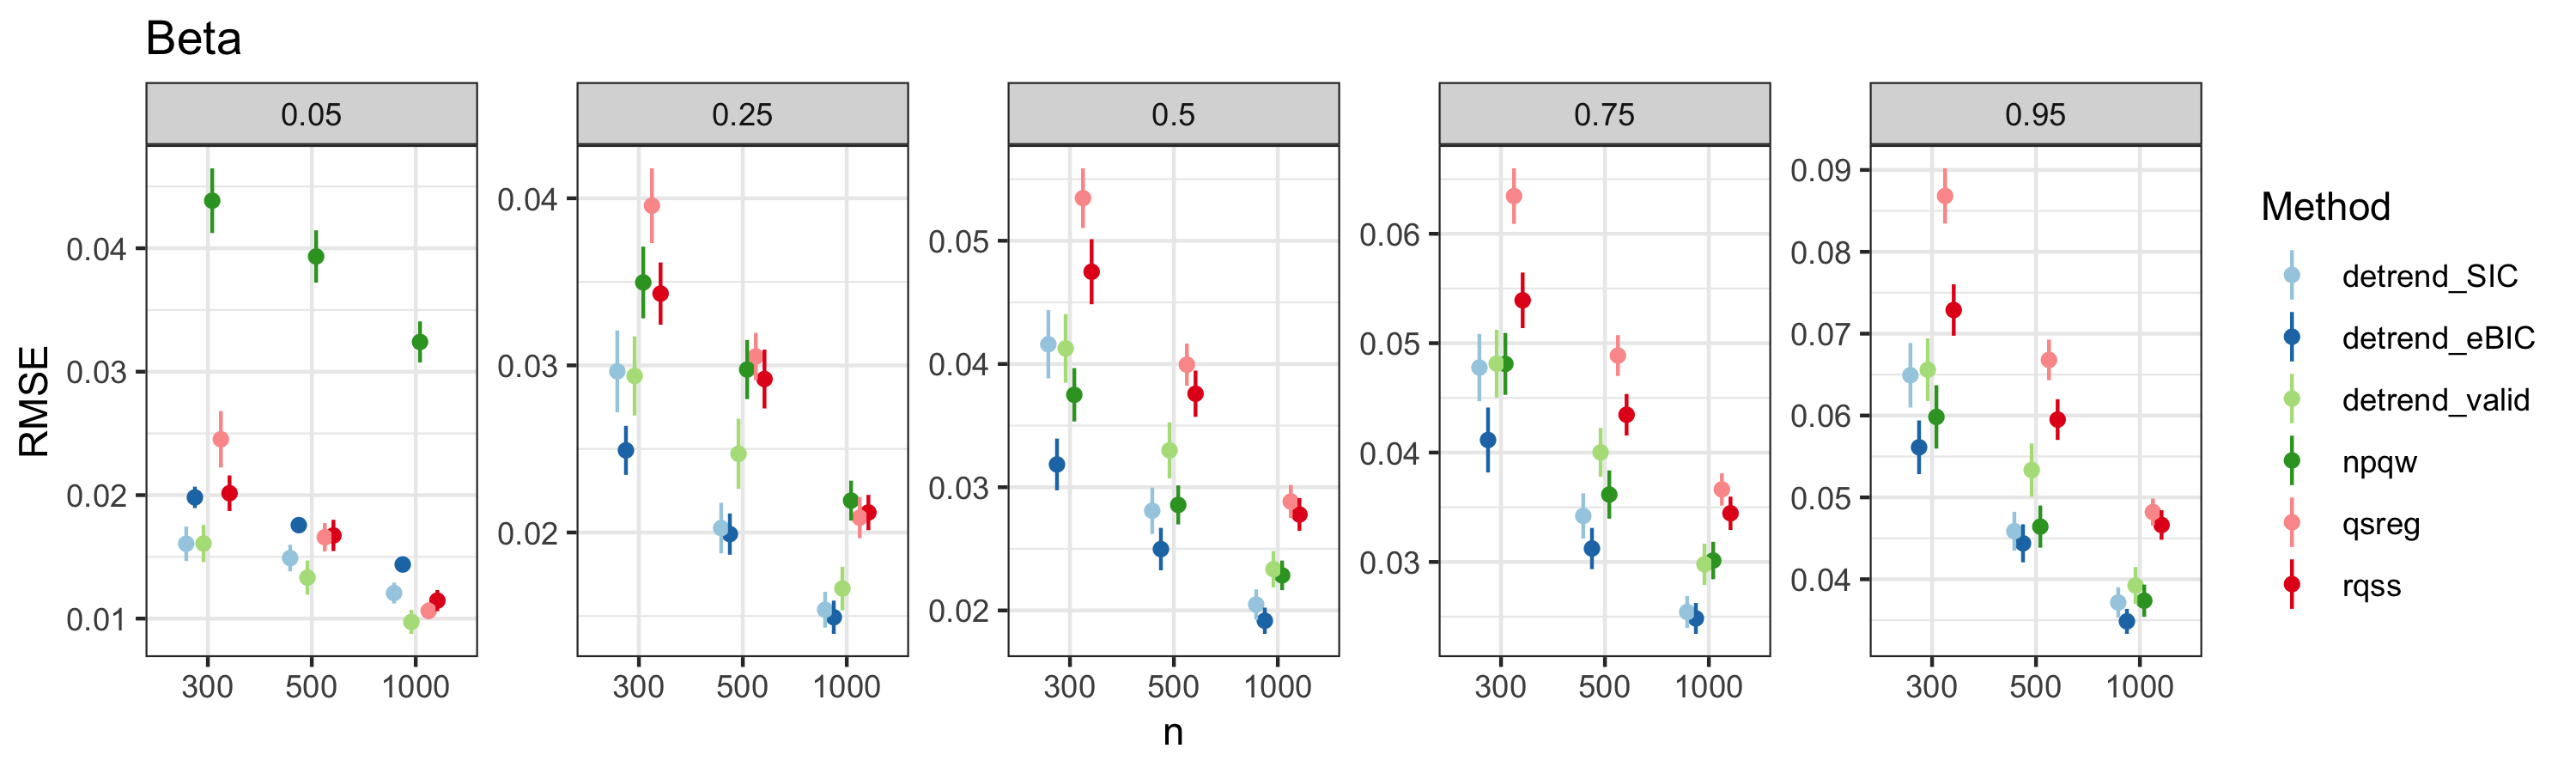 Beta
0.05
0.25
0.5
0.75
0.95
RMSE
0.04
0.03
0.02
0.01
0.04
0.03
0.02
0.05
0.04
0.03
0.02
0.06
0.05
0.04
0.03
0.09
0.08
0.07
0.06
0.05
0.04
300 500 1000
300 500 1000
300 500 1000
300 500 1000
300 500 1000
n
Method
detrend_SIC
detrend_eBIC
detrend_valid
npqw
qsreg
rqss